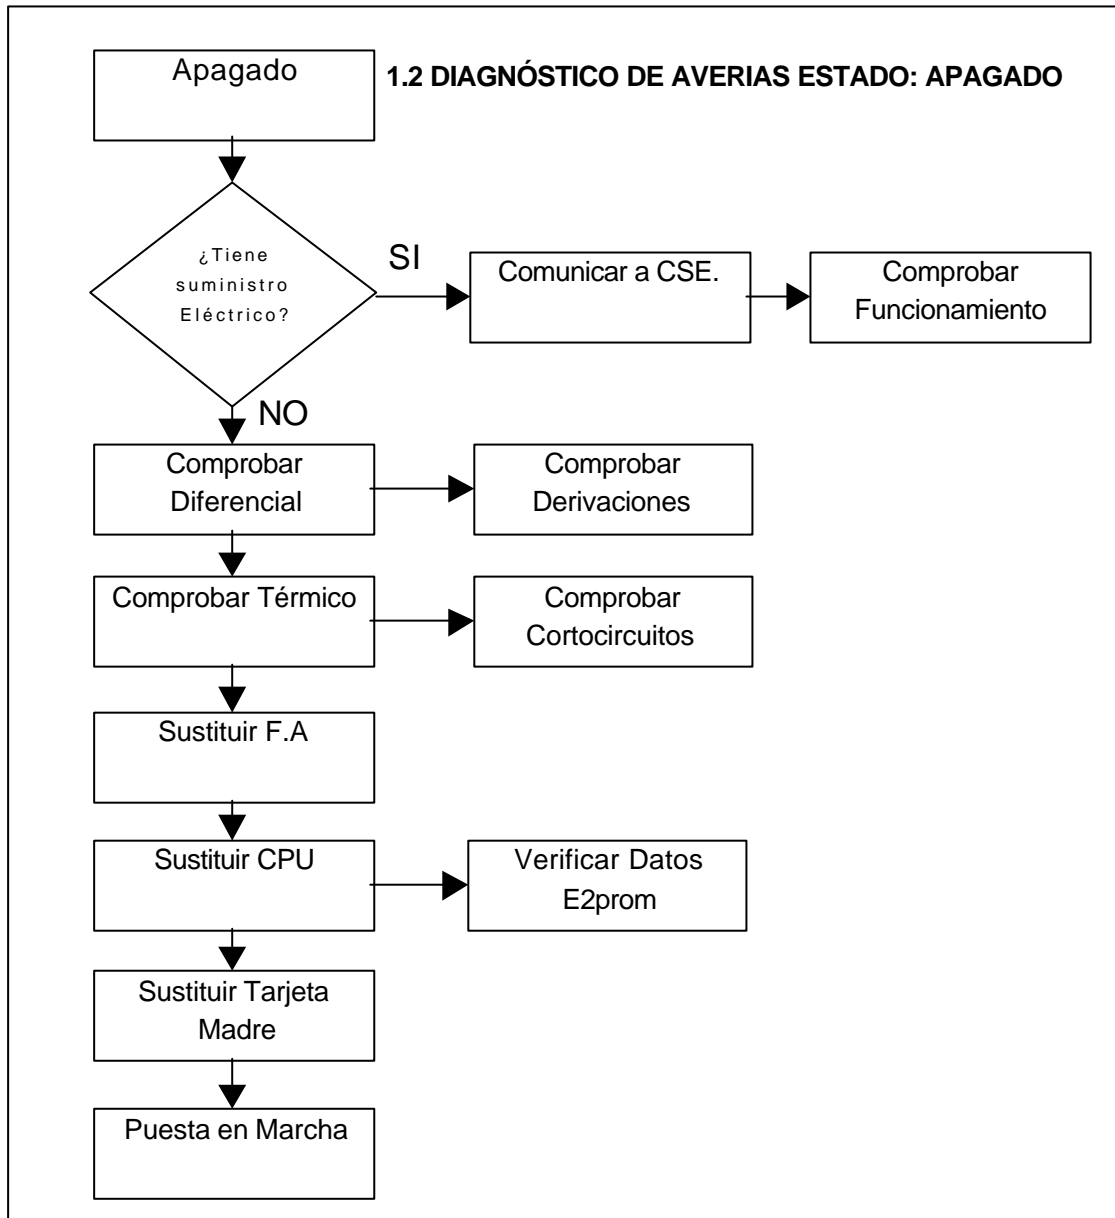 Apagado
1.2 DIAGNÓSTICO DE AVERIAS ESTADO: APAGADO
¿Tiene
suministro
Eléctrico?
SI
Comunicar a CSE.
Comprobar
Funcionamiento
NO
Comprobar
Diferencial
Comprobar
Derivaciones
Comprobar Térmico
Comprobar
Cortocircuitos
Sustituir F.A
Sustituir CPU
Verificar Datos
E2prom
Sustituir Tarjeta
Madre
Puesta en Marcha